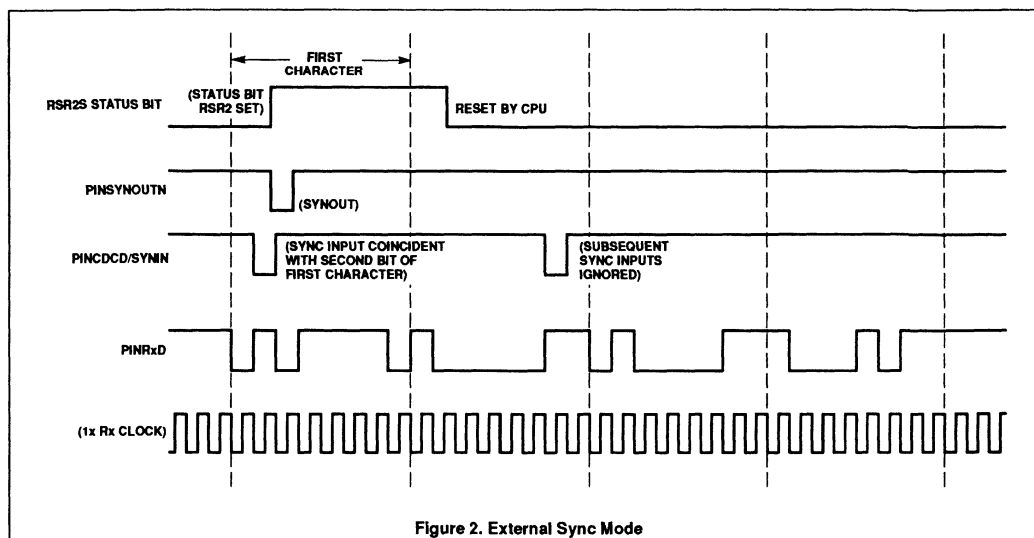 FIRST
CHARACTER
RSR2S STATUS BIT
(STATUS BIT
RSR2 SET)
RESET BY CPU
PINSYNOUTN
(SYNOUT)
PINCDCD/SYNIN
(SYNC INPUT COINCIDENT
WITH SECOND BIT OF
FIRST CHARACTER)
(SUBSEQUENT
SYNC INPUTS
IGNORED)
PINRxD
(1x Rx CLOCK)
Figure 2. External Sync Mode